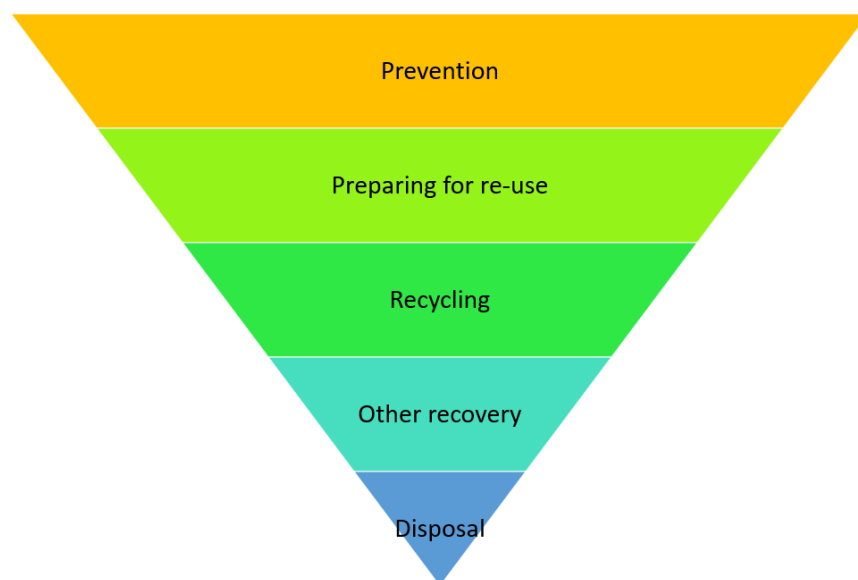 Prevention
Preparing for re-use
Recycling
Other recovery
Disposal